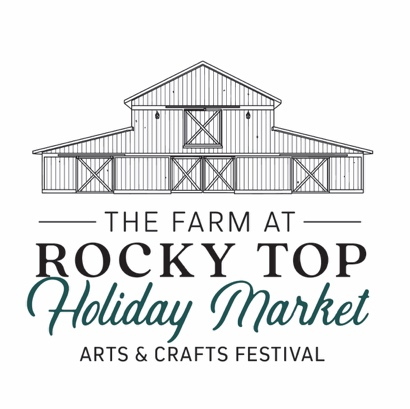 THE FARM AT
ROCKY TOP
Holiday Market
ARTS & CRAFTS FESTIVAL